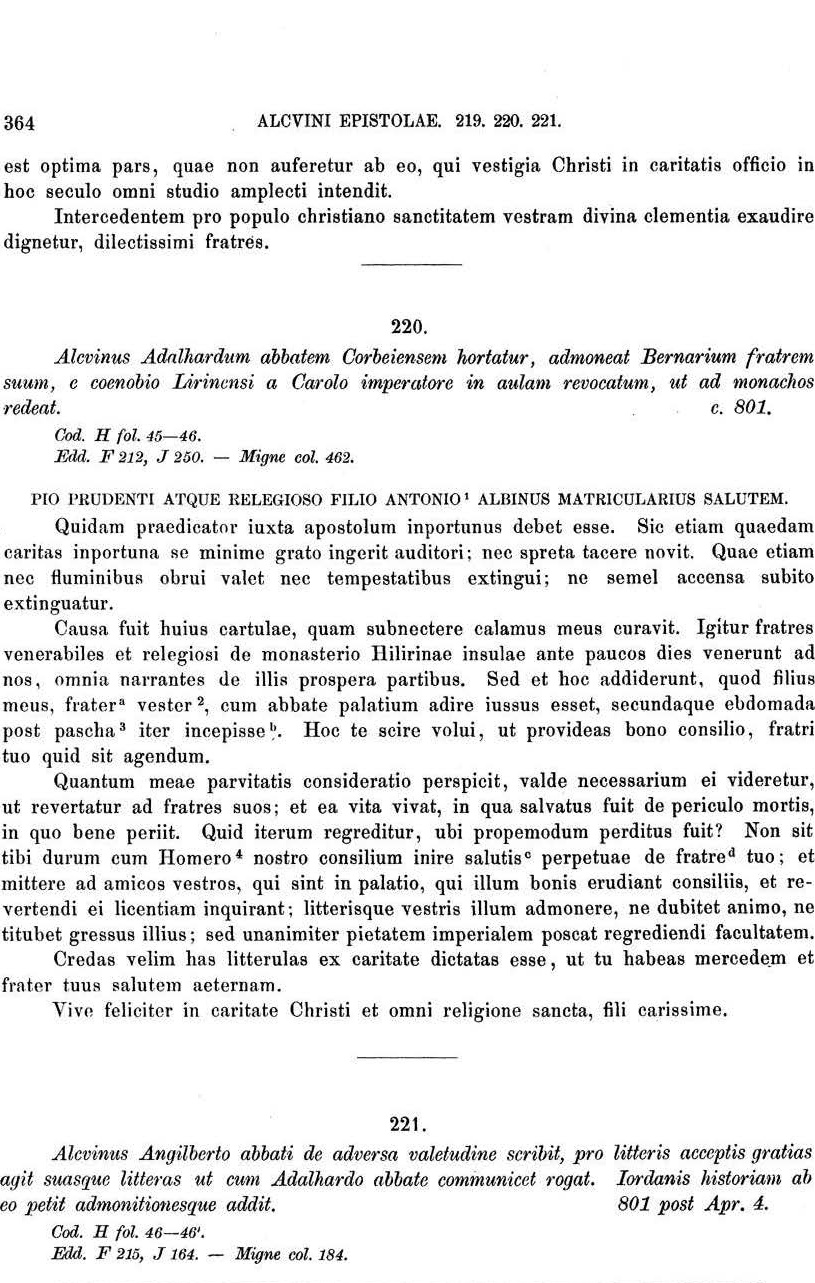 364 ALCVINI EPISTOLAE. 219. 220. 221.
est optima pars, quae non auferetur ab eo, qui vestigia Christi in caritatis officio in
hoc seculo omni studio amplecti intendit.
Intercedentem pro populo christiano sanctitatem vestram divina clementia exaudire
dignetur, dilectissimi fratres.
220.
Alcvinus Adalhardum abbatem Corbeiensem hortatur, admoneat Bernarium fratrem
suum, e coenobio Lirinensi a Carolo imperatore in aulam revocatum, ut ad monachos
redeat. c. 801.
Cod. H fol. 45—46.
Edd. F 212, J 250. — Migne col. 462.
PIO PRUDENTI ATQUE RELEGIOSO FILIO ANTONIO¹ ALBINUS MATRICULARIUS SALUTEM.
Quidam praedicator iuxta apostolum inportunus debet esse. Sic etiam quaedam
caritas inportuna se minime grato ingerit auditori; nec spreta tacere novit. Quae etiam
nec fluminibus obrui valet nec tempestatibus extingui; ne semel accensa subito
extinguatur.
Causa fuit huius cartulae, quam subnectere calamus meus curavit. Igitur fratres
venerabiles et relegiosi de monasterio Hilirinae insulae ante paucos dies venerunt ad
nos, omnia narrantes de illis prospera partibus. Sed et hoc addiderunt, quod filius
meus, fraterᵃ vester², cum abbate palatium adire iussus esset, secundaque ebdomada
post pascha³ iter incepisseᵇ. Hoc te scire volui, ut provideas bono consilio, fratri
tuo quid sit agendum.
Quantum meae parvitatis consideratio perspicit, valde necessarium ei videretur,
ut revertatur ad fratres suos; et ea vita vivat, in qua salvatus fuit de periculo mortis,
in quo bene periit. Quid iterum regreditur, ubi propemodum perditus fuit? Non sit
tibi durum cum Homero⁴ nostro consilium inire salutisᶜ perpetuae de fratreᵈ tuo; et
mittere ad amicos vestros, qui sint in palatio, qui illum bonis erudiant consiliis, et re-
vertendi ei licentiam inquirant; litterisque vestris illum admonere, ne dubitet animo, ne
titubet gressus illius; sed unanimiter pietatem imperialem poscat regrediendi facultatem.
Credas velim has litterulas ex caritate dictatas esse, ut tu habeas mercedem et
frater tuus salutem aeternam.
Vive feliciter in caritate Christi et omni religione sancta, fili carissime.
221.
Alcvinus Angilberto abbati de adversa valetudine scribit, pro litteris acceptis gratias
agit suasque litteras ut cum Adalhardo abbate communicet rogat. Iordanis historiam ab
eo petit admonitionesque addit. 801 post Apr. 4.
Cod. H fol. 46—46'.
Edd. F 215, J 164. — Migne col. 184.